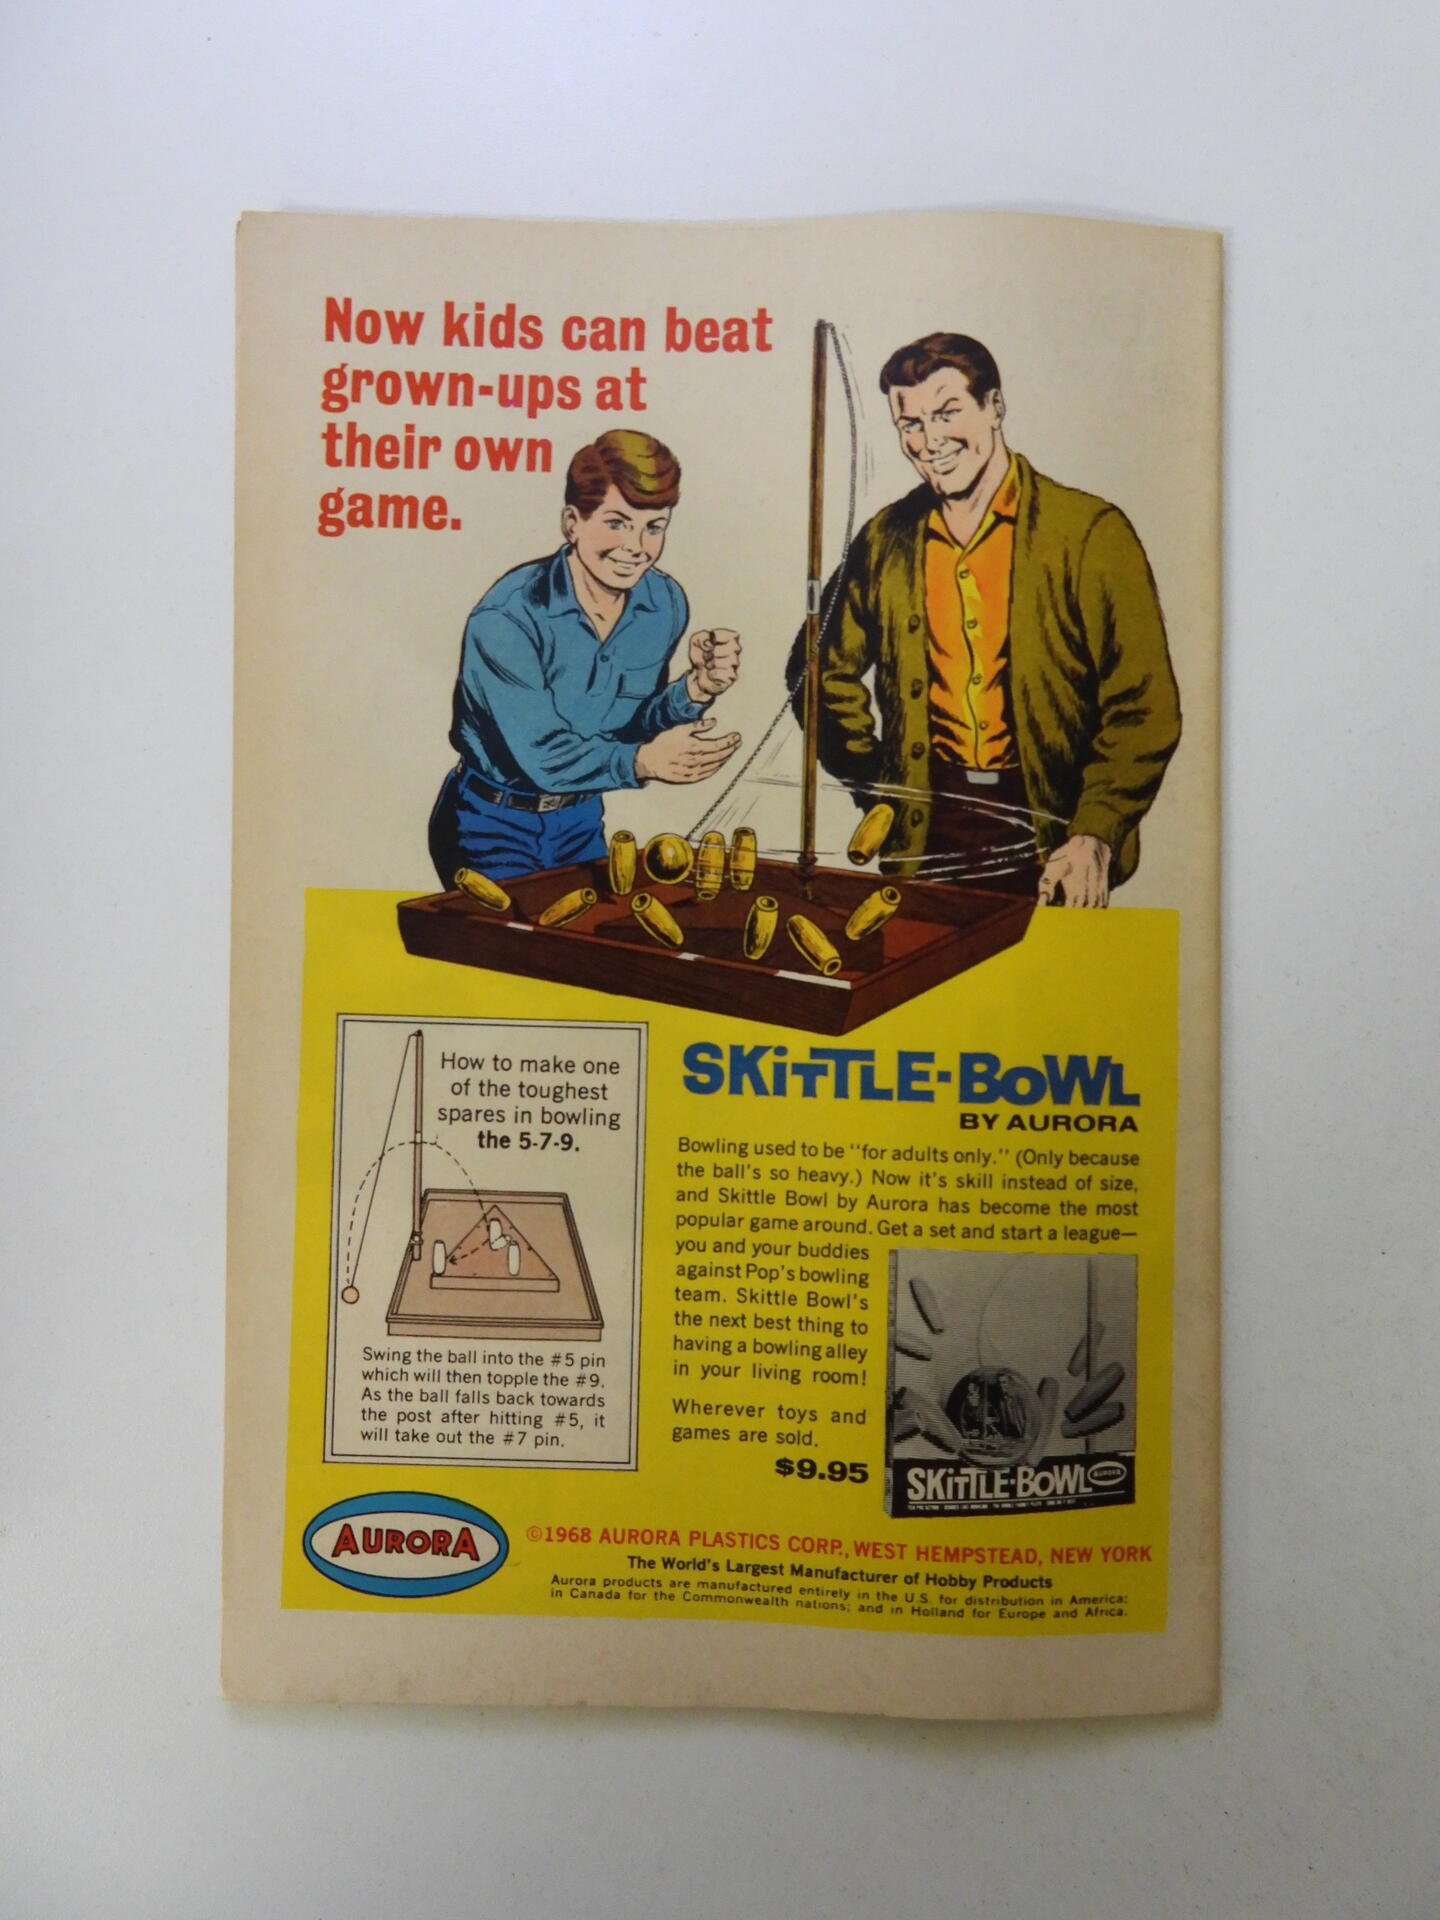 Now kids can beat
grown-ups at
their own
game.
How to make one
of the toughest
spares in bowling
the 5-7-9.
Swing the ball into the #5 pin
which will then topple the #9.
As the ball falls back towards
the post after hitting #5, it
will take out the #7 pin.
SKiTTLE-BoWL
BY AURORA
Bowling used to be "for adults only." (Only because
the ball's so heavy.) Now it's skill instead of size,
and Skittle Bowl by Aurora has become the most
popular game around. Get a set and start a league—
you and your buddies
against Pop's bowling
team. Skittle Bowl's
the next best thing to
having a bowling alley
in your living room!
Wherever toys and
games are sold.
$9.95
SKiTTLE-BoWL AURORA
AURORA
©1968 AURORA PLASTICS CORP., WEST HEMPSTEAD, NEW YORK
The World's Largest Manufacturer of Hobby Products
Aurora products are manufactured entirely in the U.S. for distribution in America;
in Canada for the Commonwealth nations; and in Holland for Europe and Africa.